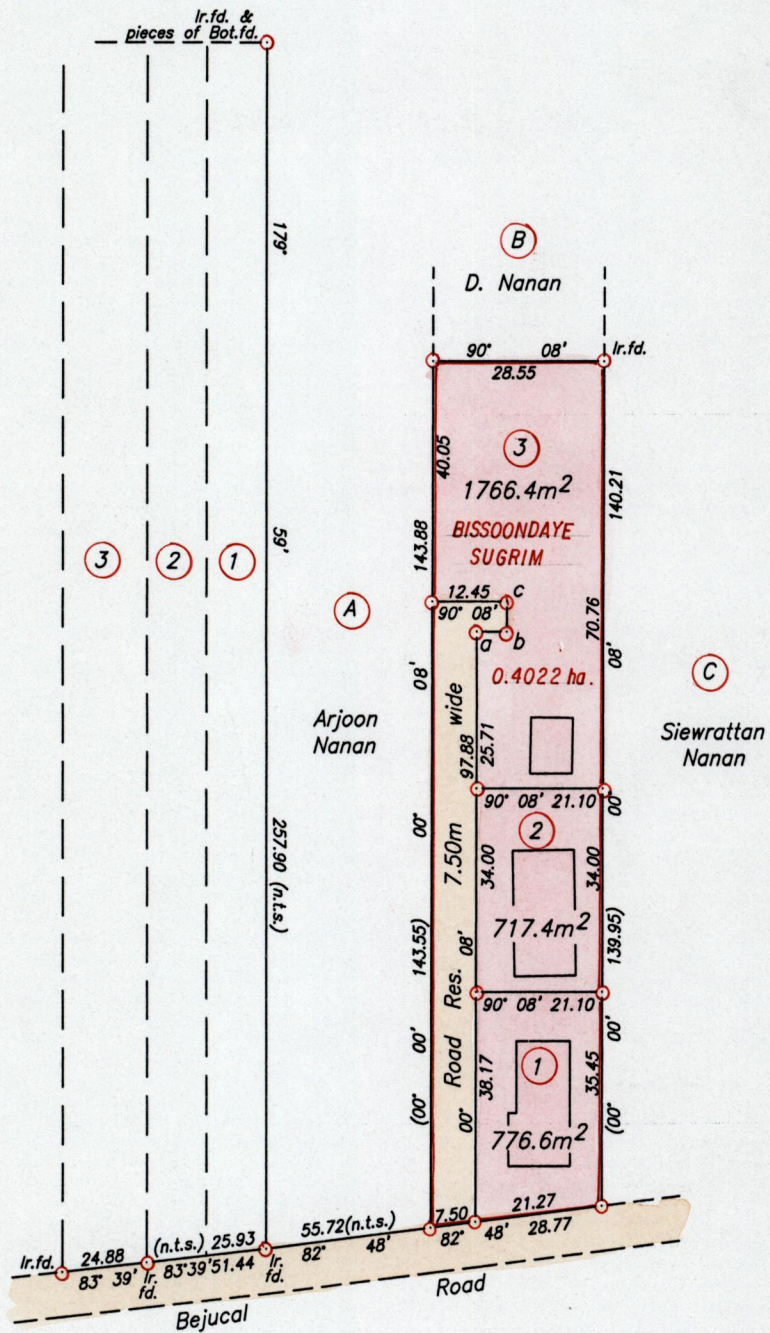 Ir.fd. &
pieces of Bot.fd.
179°
59'
257.90 (n.t.s.)
3
2
1
A
Arjoon
Nanan
B
D. Nanan
90° 08'
Ir.fd.
28.55
40.05
143.88
08'
00°
143.55)
00'
(00°
3
1766.4m²
BISSOONDAYE
SUGRIM
140.21
70.76
08'
12.45
c
90° 08'
a
b
0.4022 ha.
C
Siewrattan
Nanan
wide
7.50m
Res.
Road
97.88
25.71
08'
00°
90° 08' 21.10
00°
2
34.00
34.00
717.4m²
139.95)
90° 08' 21.10
00'
1
38.17
35.45
(00°
776.6m²
7.50
21.27
82° 48' 28.77
55.72(n.t.s.)
82° 48'
(n.t.s.) 25.93
Ir.fd.
24.88
83° 39'
Ir.
fd.
83°39'51.44
Ir.
fd.
Bejucal Road